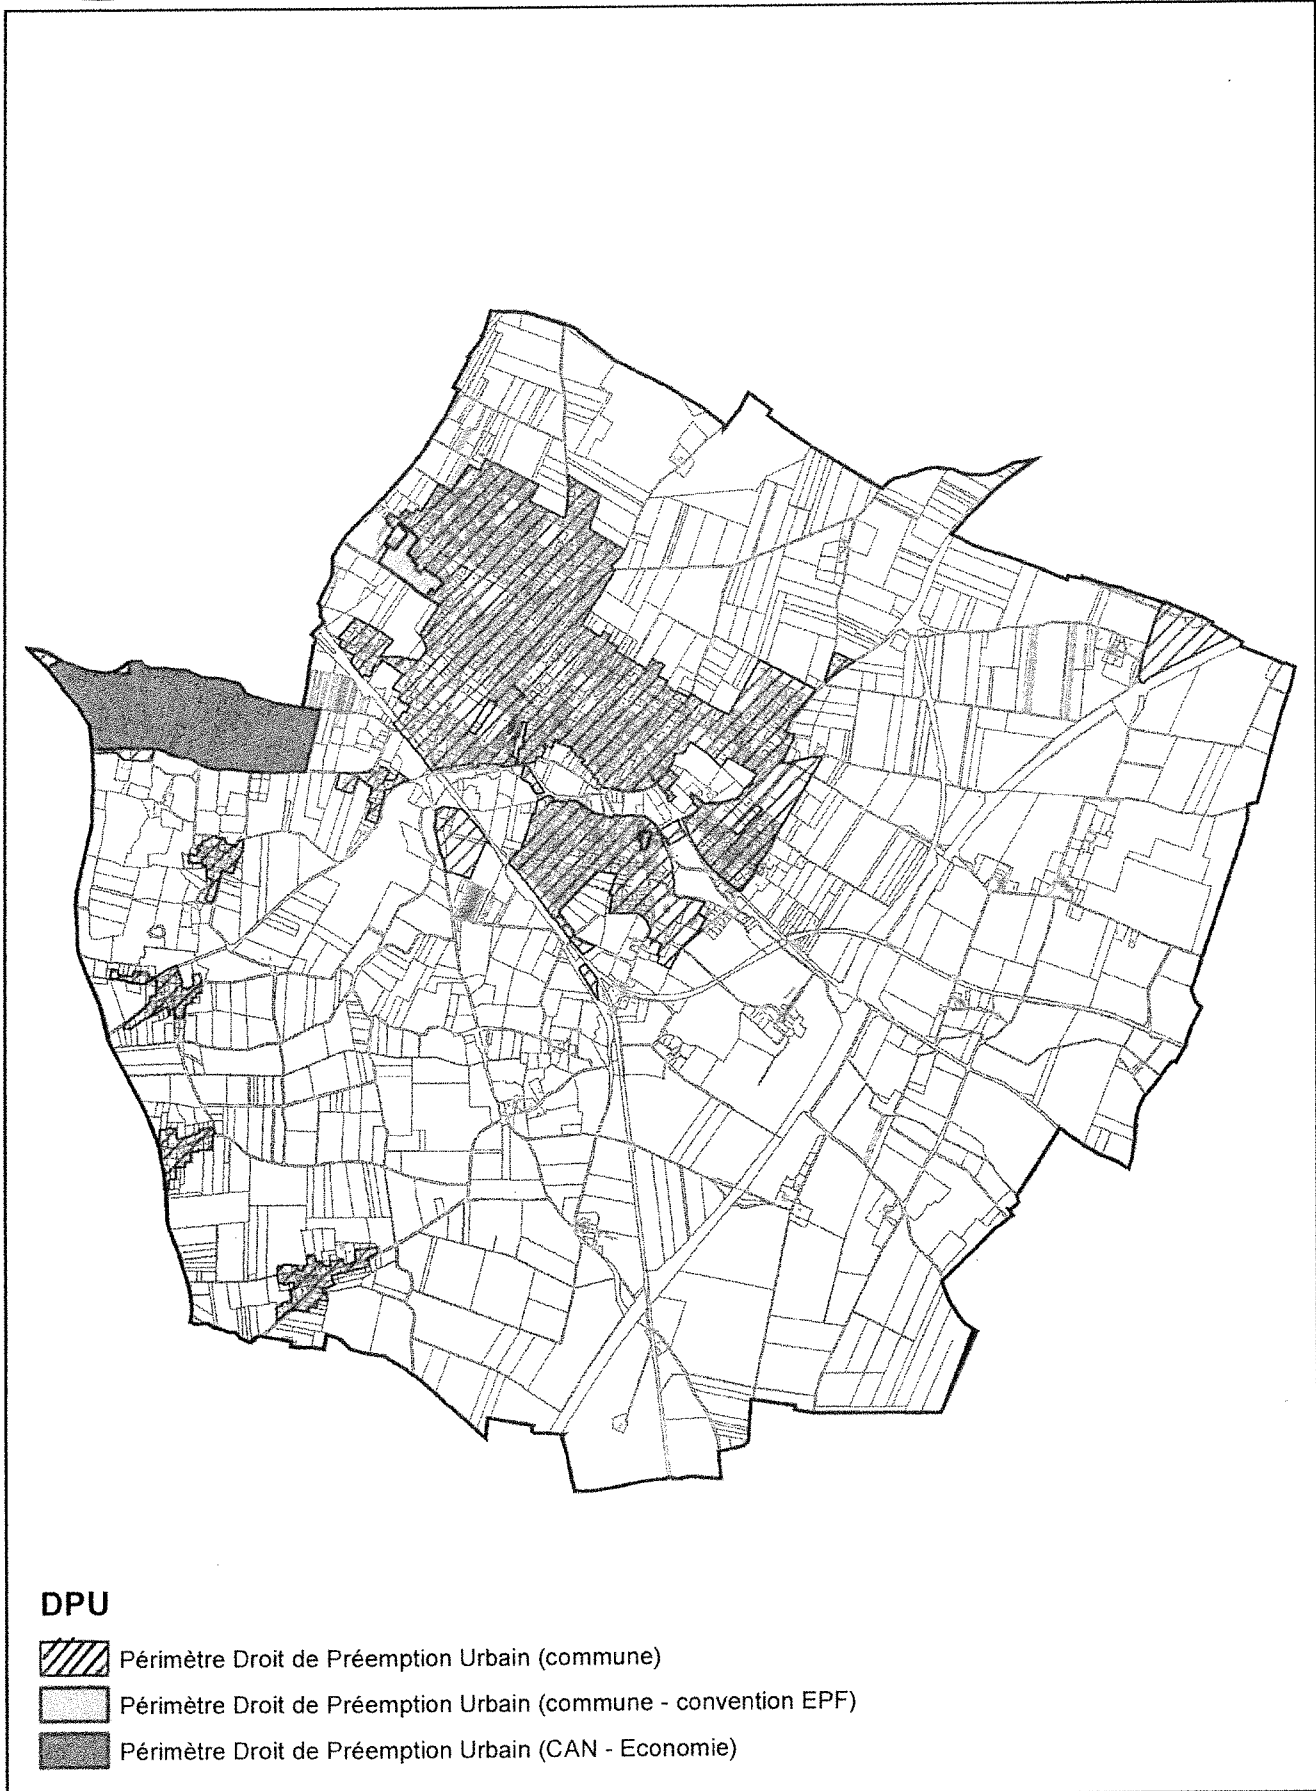 DPU
Périmètre Droit de Préemption Urbain (commune)
Périmètre Droit de Préemption Urbain (commune - convention EPF)
Périmètre Droit de Préemption Urbain (CAN - Economie)